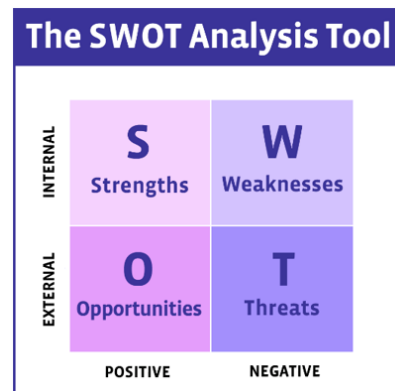 The SWOT Analysis Tool
INTERNAL
S
Strengths
W
Weaknesses
EXTERNAL
O
Opportunities
T
Threats
POSITIVE
NEGATIVE